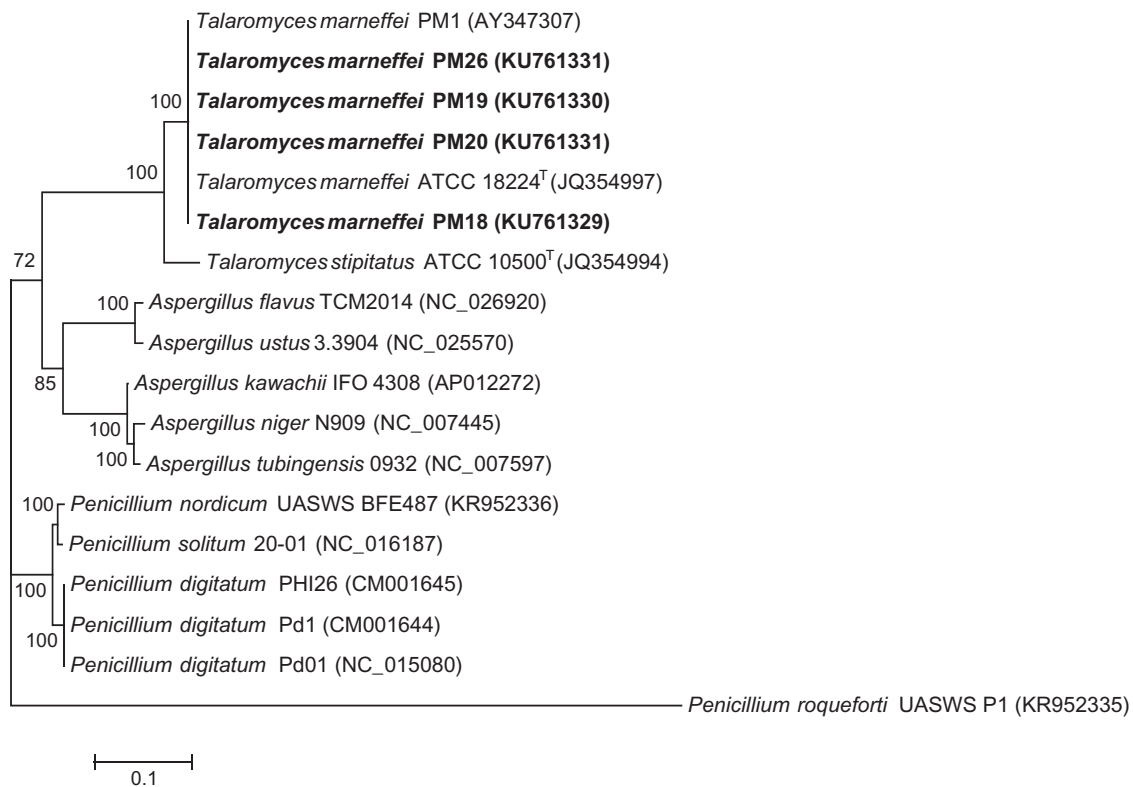 Talaromyces marneffei PM1 (AY347307)
Talaromyces marneffei PM26 (KU761331)
100
Talaromyces marneffei PM19 (KU761330)
Talaromyces marneffei PM20 (KU761331)
100
Talaromyces marneffei ATCC 18224T (JQ354997)
Talaromyces marneffei PM18 (KU761329)
72
Talaromyces stipitatus ATCC 10500T (JQ354994)
100
Aspergillus flavus TCM2014 (NC_026920)
Aspergillus ustus 3.3904 (NC_025570)
85
Aspergillus kawachii IFO 4308 (AP012272)
100
Aspergillus niger N909 (NC_007445)
100
Aspergillus tubingensis 0932 (NC_007597)
100
Penicillium nordicum UASWS BFE487 (KR952336)
Penicillium solitum 20-01 (NC_016187)
100
Penicillium digitatum PHI26 (CM001645)
Penicillium digitatum Pd1 (CM001644)
100
Penicillium digitatum Pd01 (NC_015080)
Penicillium roqueforti UASWS P1 (KR952335)
0.1